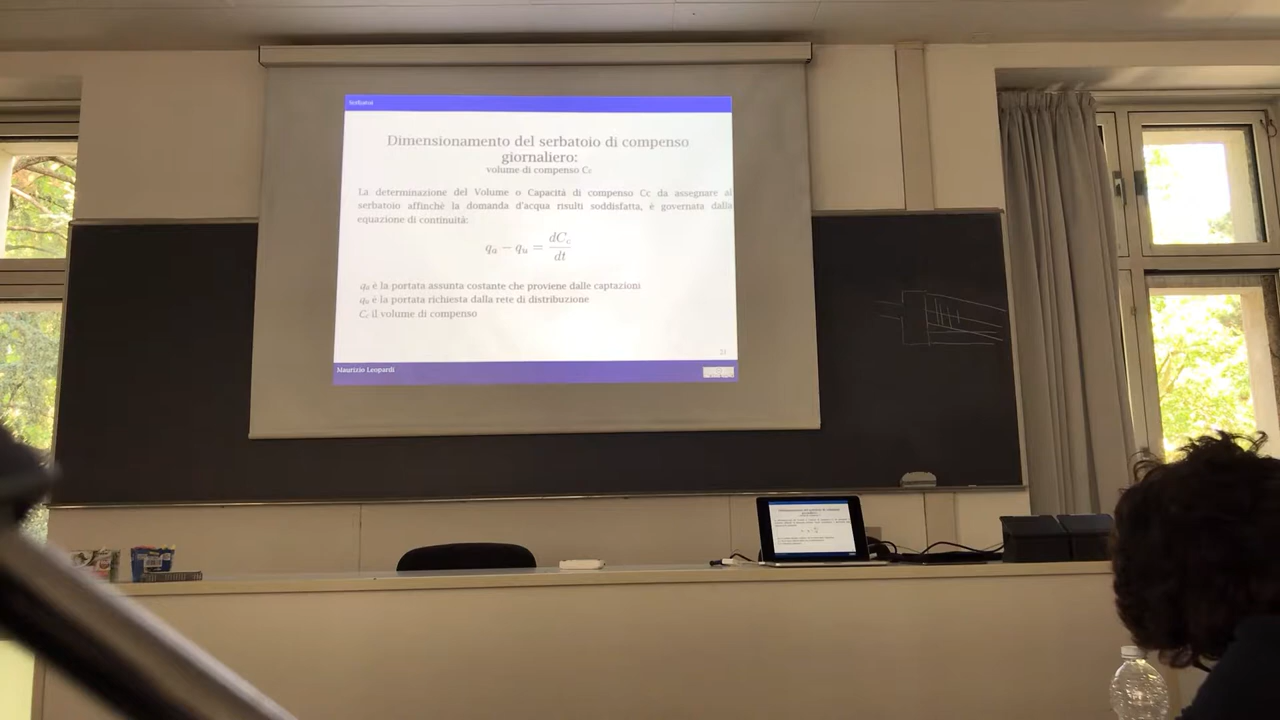 Dimensionamento del serbatoio di compenso
giornaliero:
volume di compenso Cc
La determinazione del Volume o Capacità di compenso Cc da assegnare al
serbatoio affinchè la domanda d'acqua risulti soddisfatta, è governata dalla
equazione di continuità:
qa − qu = dCc/dt
qa è la portata assunta costante che proviene dalle captazioni
qu è la portata richiesta dalla rete di distribuzione
Cc il volume di compenso
Maurizio Leopardi